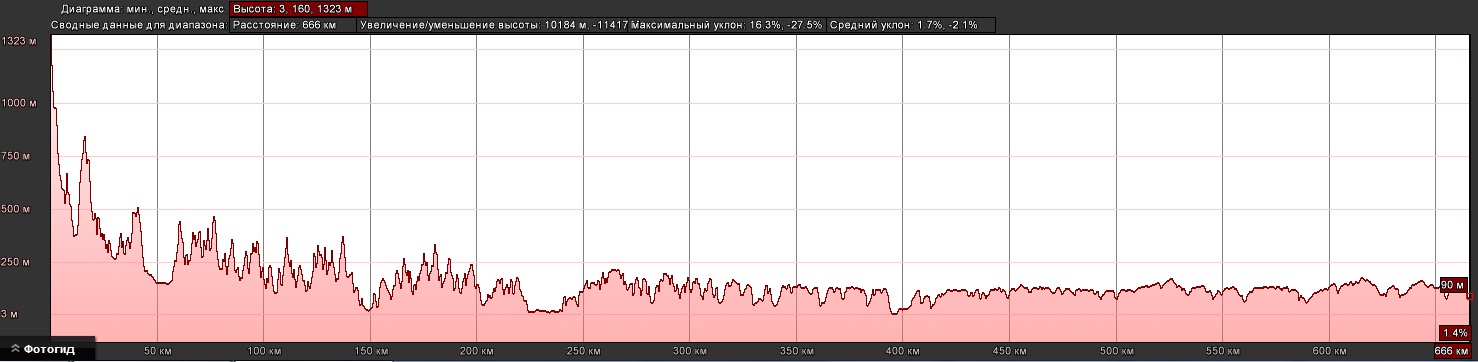 Диаграмма: мин., средн., макс. Высота: 3, 160, 1323 м
Сводные данные для диапазона: Расстояние: 666 км Увеличение/уменьшение высоты: 10184 м, -11417 Максимальный уклон: 16.3%, -27.5% Средний уклон: 1.7%, -2.1%
1323 м
1000 м
750 м
500 м
250 м
90 м
3 м
1.4%
Фотогид
50 км 100 км 150 км 200 км 250 км 300 км 350 км 400 км 450 км 500 км 550 км 600 км 666 км